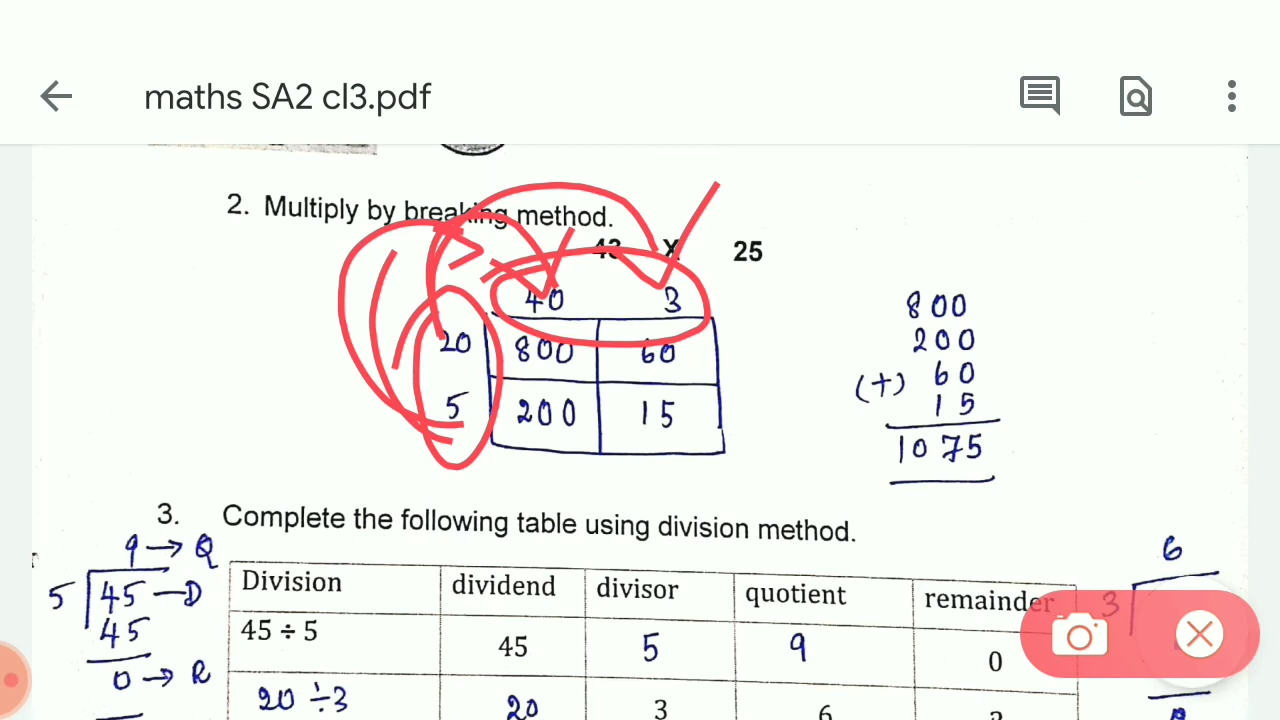 maths SA2 cl3.pdf
2. Multiply by breaking method.
43 X 25
40 3
20 800 60
5 200 15
800
200
(+) 60
15
1075
3. Complete the following table using division method.
9 → Q
5 45 — D
45
0 → R
Division dividend divisor quotient remainder
45 ÷ 5 45 5 9 0
20 ÷ 3 20 3 6
6
3